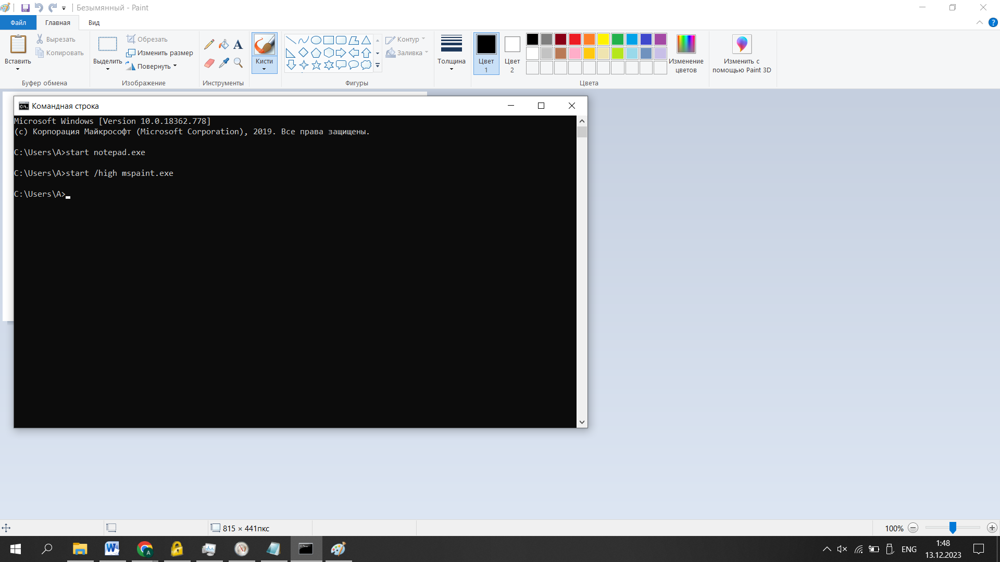 Безымянный - Paint
Файл
Главная
Вид
Вставить
Вырезать
Копировать
Буфер обмена
Выделить
Обрезать
Изменить размер
Повернуть
Изображение
A
Инструменты
Кисти
Фигуры
Контур
Заливка
Толщина
Цвет
1
Цвет
2
Изменение
цветов
Цвета
Изменить с
помощью Paint 3D
?
C:\.
Командная строка
Microsoft Windows [Version 10.0.18362.778]
(c) Корпорация Майкрософт (Microsoft Corporation), 2019. Все права защищены.
C:\Users\A>start notepad.exe
C:\Users\A>start /high mspaint.exe
C:\Users\A>
815 × 441пкс
100%
W
A
ENG
1:48
13.12.2023